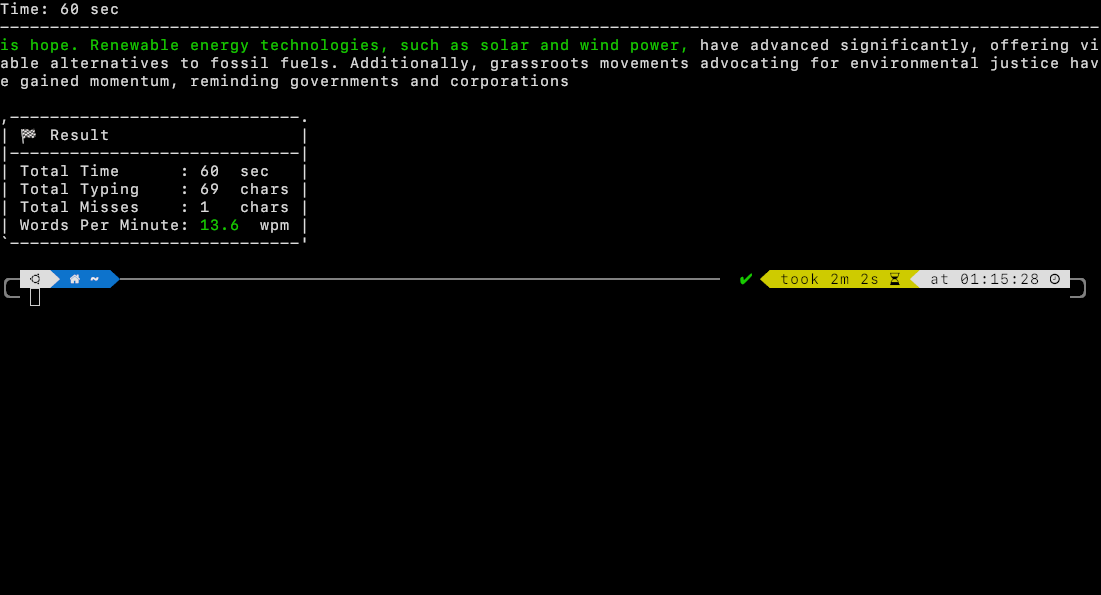 Time: 60 sec
is hope. Renewable energy technologies, such as solar and wind power, have advanced significantly, offering vi
able alternatives to fossil fuels. Additionally, grassroots movements advocating for environmental justice hav
e gained momentum, reminding governments and corporations
Result
Total Time : 60 sec
Total Typing : 69 chars
Total Misses : 1 chars
Words Per Minute: 13.6 wpm
~ ✔ took 2m 2s at 01:15:28